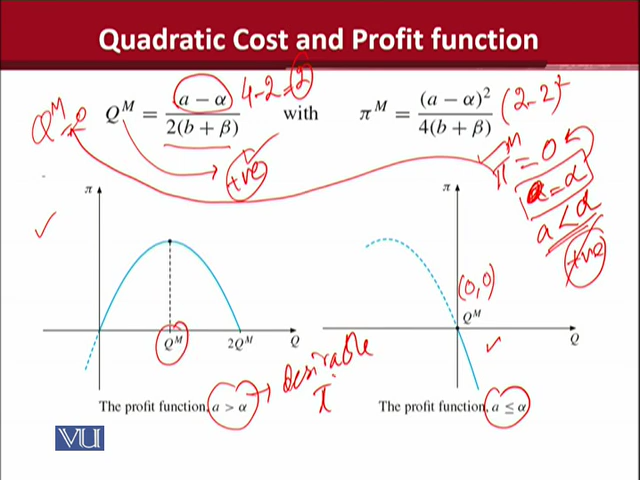 Quadratic Cost and Profit function
Q^M = 0
Q^M = (a − α) / 2(b + β)
4-2=2
with
π^M = (a − α)² / 4(b + β)
(2-2)²
+ve
π^M = 0
a = α
a < α
+ve
π
π
(0,0)
Q^M
Q^M
2Q^M
Q
Q
desirable
π
The profit function, a > α
The profit function, a ≤ α
VU